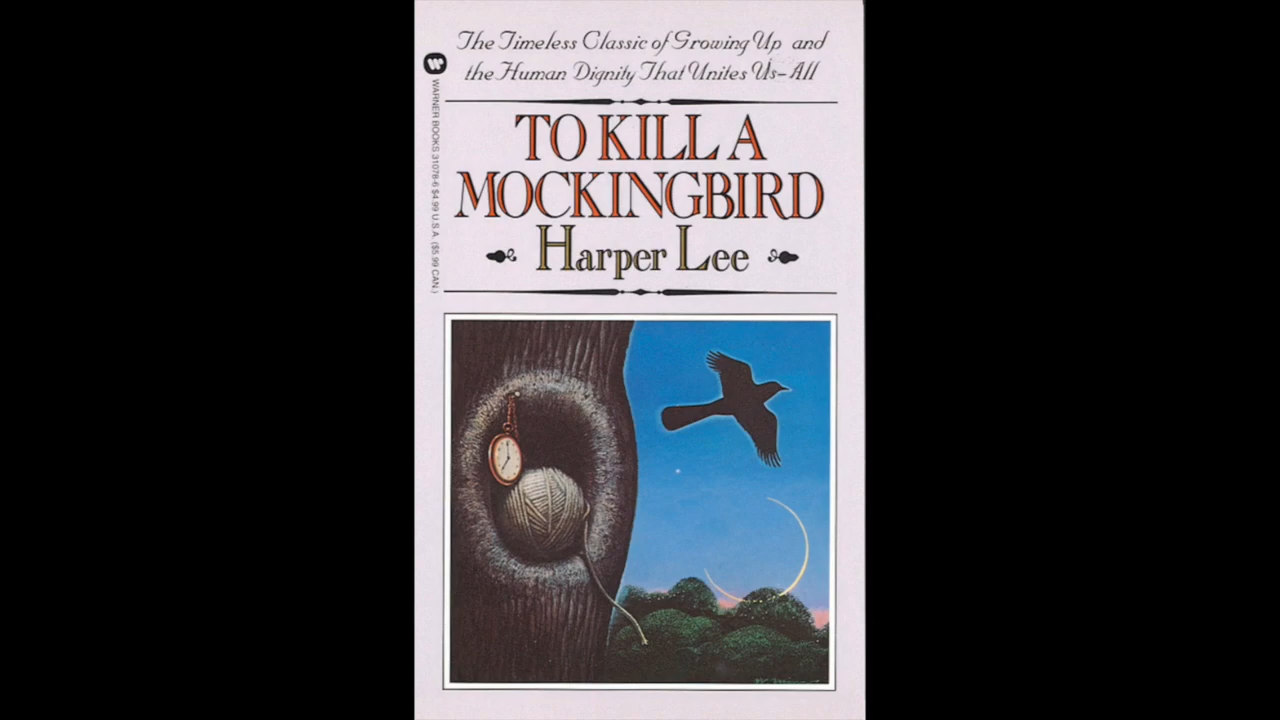 The Timeless Classic of Growing Up and
the Human Dignity That Unites Us–All
W
WARNER BOOKS 31078-6 $4.99 U.S.A. ($5.99 CAN.)
TO KILL A
MOCKINGBIRD
Harper Lee